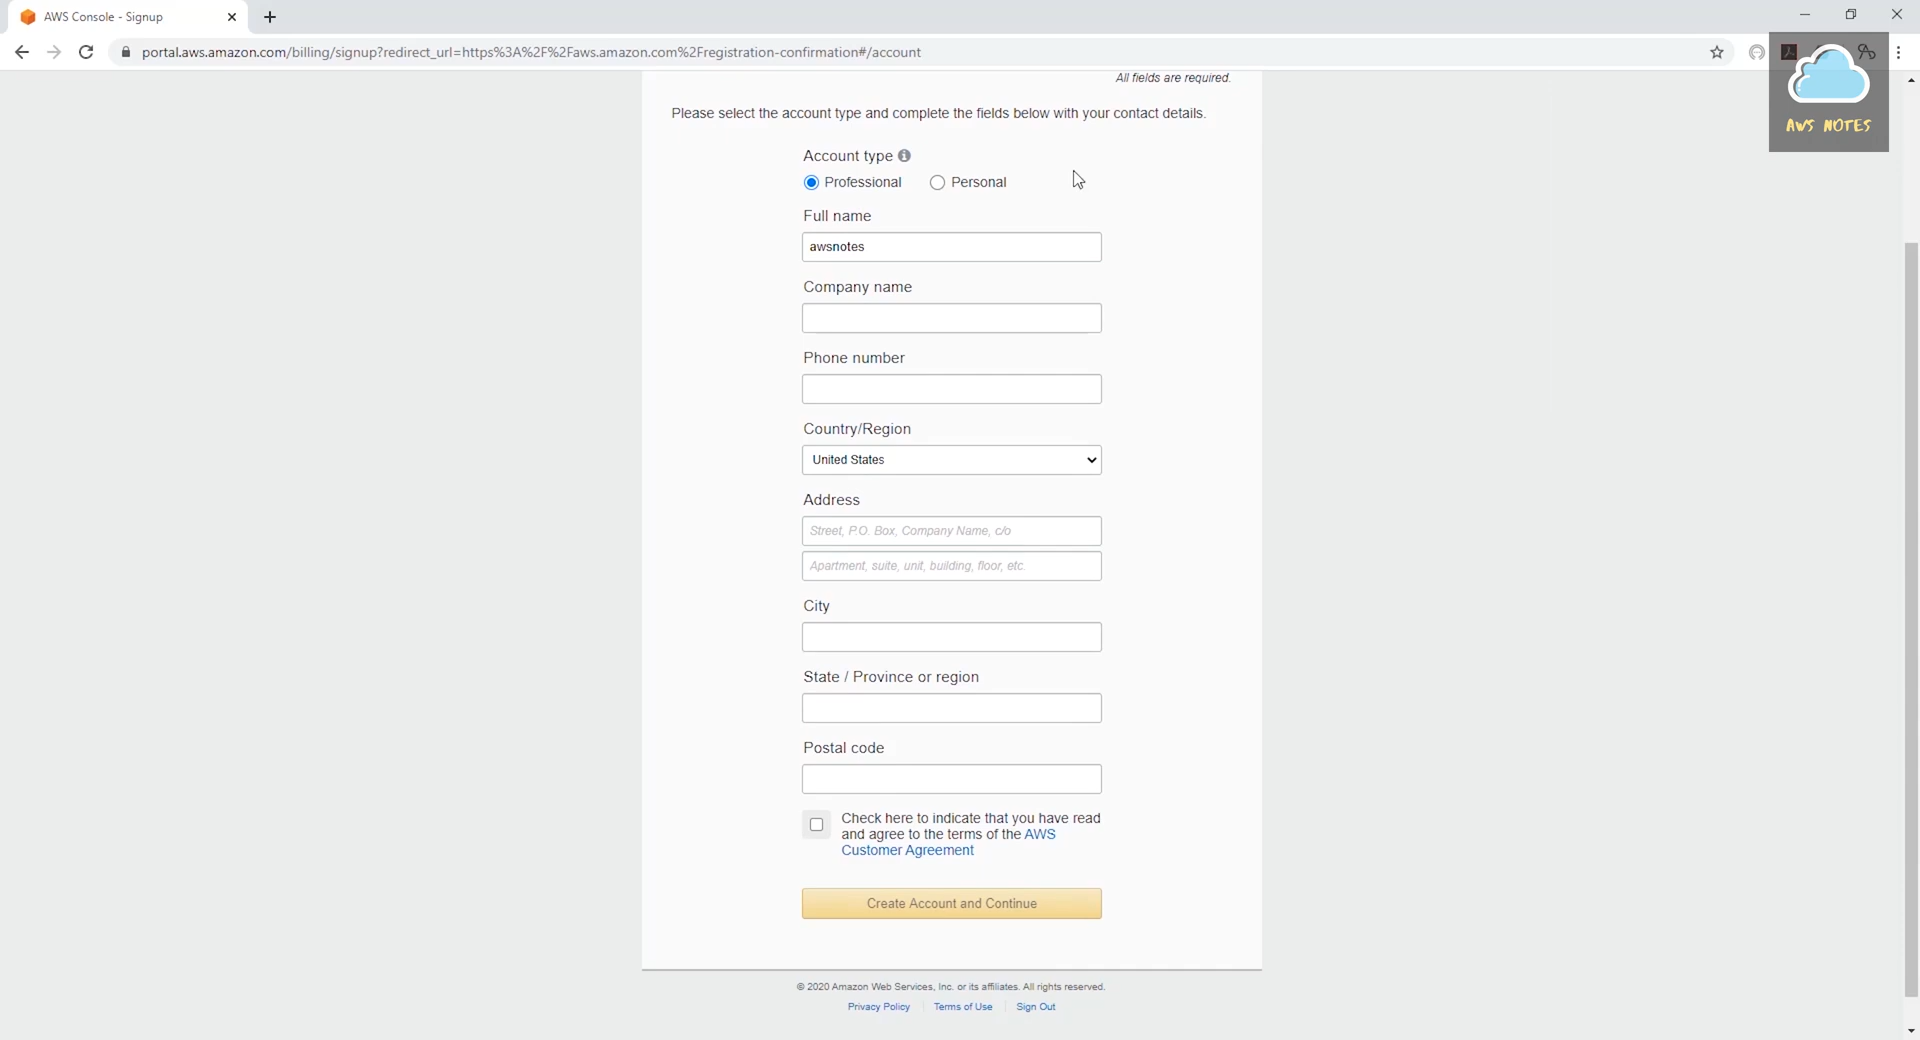 AWS Console - Signup
portal.aws.amazon.com/billing/signup?redirect_url=https%3A%2F%2Faws.amazon.com%2Fregistration-confirmation#/account
AWS NOTES
All fields are required.
Please select the account type and complete the fields below with your contact details.
Account type
Professional Personal
Full name
awsnotes
Company name
Phone number
Country/Region
United States
Address
Street, P.O. Box, Company Name, c/o
Apartment, suite, unit, building, floor, etc.
City
State / Province or region
Postal code
Check here to indicate that you have read
and agree to the terms of the AWS
Customer Agreement
Create Account and Continue
© 2020 Amazon Web Services, Inc. or its affiliates. All rights reserved.
Privacy Policy Terms of Use Sign Out